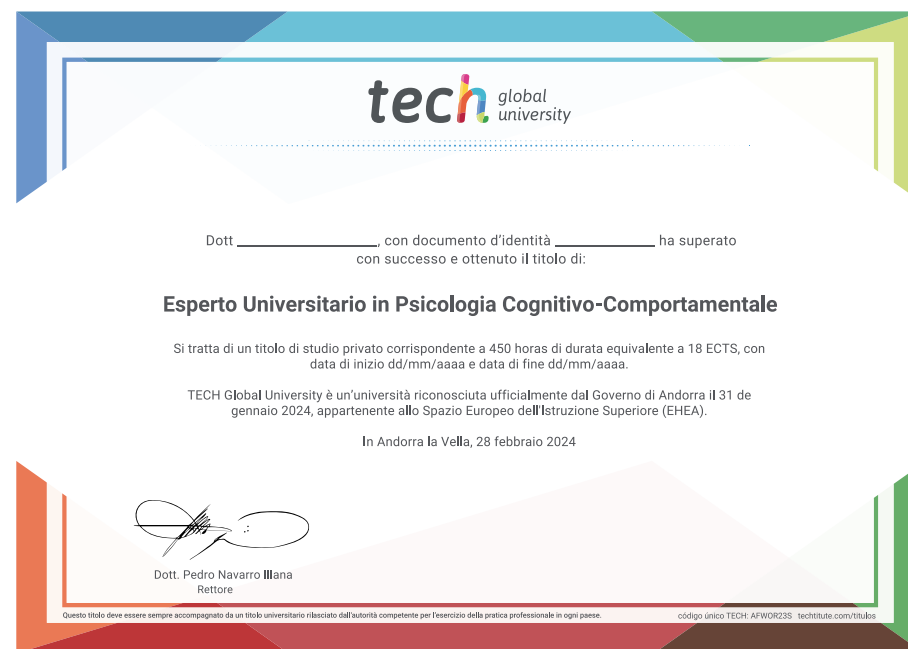 tech global university
Dott ______________, con documento d'identità __________ ha superato
con successo e ottenuto il titolo di:
Esperto Universitario in Psicologia Cognitivo-Comportamentale
Si tratta di un titolo di studio privato corrispondente a 450 horas di durata equivalente a 18 ECTS, con
data di inizio dd/mm/aaaa e data di fine dd/mm/aaaa.
TECH Global University è un'università riconosciuta ufficialmente dal Governo di Andorra il 31 de
gennaio 2024, appartenente allo Spazio Europeo dell'Istruzione Superiore (EHEA).
In Andorra la Vella, 28 febbraio 2024
Dott. Pedro Navarro Illana
Rettore
Questo titolo deve essere sempre accompagnato da un titolo universitario rilasciato dall'autorità competente per l'esercizio della pratica professionale in ogni paese.
código único TECH: AFWOR23S techtitute.com/titulos